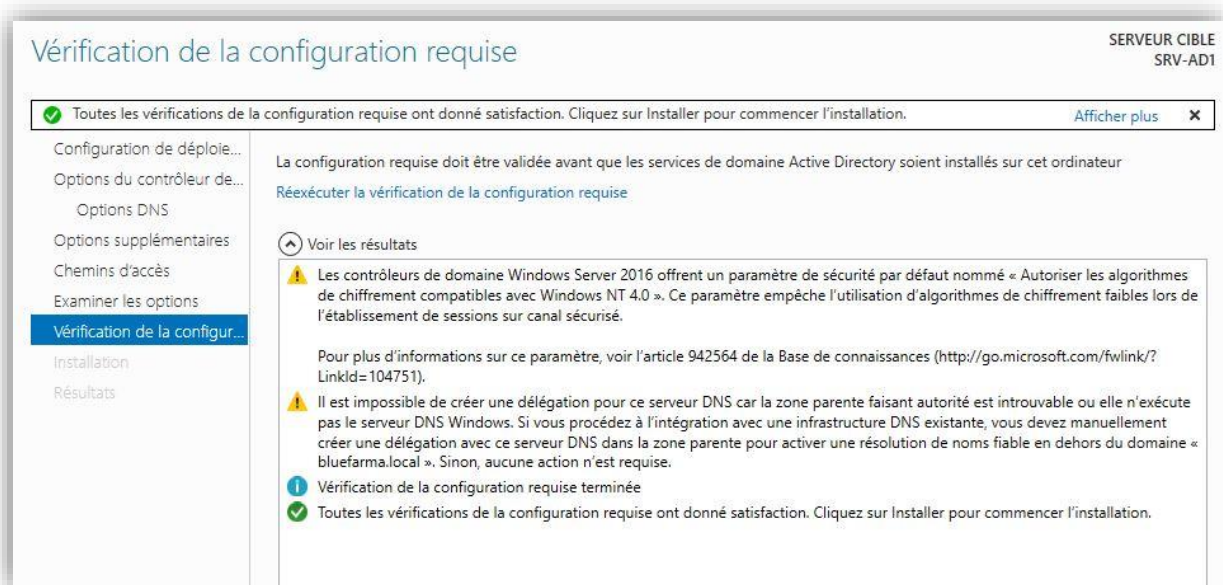 Vérification de la configuration requise
SERVEUR CIBLE
SRV-AD1
Toutes les vérifications de la configuration requise ont donné satisfaction. Cliquez sur Installer pour commencer l'installation.
Afficher plus
Configuration de déploie...
Options du contrôleur de...
Options DNS
Options supplémentaires
Chemins d'accès
Examiner les options
Vérification de la configur...
Installation
Résultats
La configuration requise doit être validée avant que les services de domaine Active Directory soient installés sur cet ordinateur
Réexécuter la vérification de la configuration requise
Voir les résultats
Les contrôleurs de domaine Windows Server 2016 offrent un paramètre de sécurité par défaut nommé « Autoriser les algorithmes
de chiffrement compatibles avec Windows NT 4.0 ». Ce paramètre empêche l'utilisation d'algorithmes de chiffrement faibles lors de
l'établissement de sessions sur canal sécurisé.
Pour plus d'informations sur ce paramètre, voir l'article 942564 de la Base de connaissances (http://go.microsoft.com/fwlink/?
LinkId=104751).
Il est impossible de créer une délégation pour ce serveur DNS car la zone parente faisant autorité est introuvable ou elle n'exécute
pas le serveur DNS Windows. Si vous procédez à l'intégration avec une infrastructure DNS existante, vous devez manuellement
créer une délégation avec ce serveur DNS dans la zone parente pour activer une résolution de noms fiable en dehors du domaine «
bluefarma.local ». Sinon, aucune action n'est requise.
Vérification de la configuration requise terminée
Toutes les vérifications de la configuration requise ont donné satisfaction. Cliquez sur Installer pour commencer l'installation.